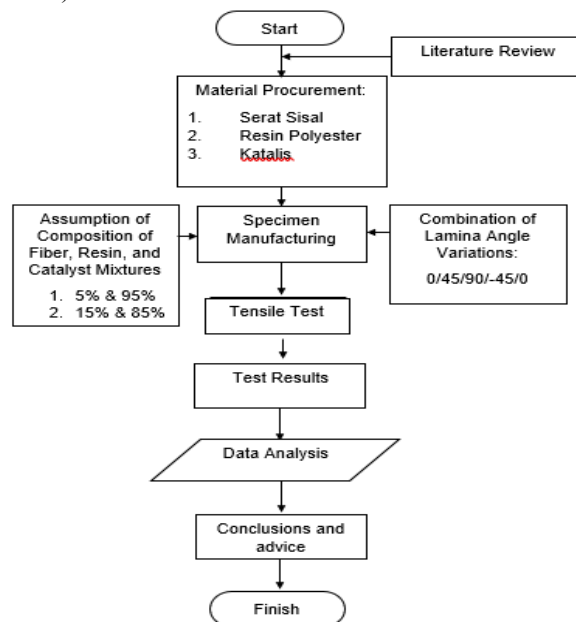 )
Start
Literature Review
Material Procurement:
1. Serat Sisal
2. Resin Polyester
3. Katalis
Assumption of
Composition of
Fiber, Resin, and
Catalyst Mixtures
1. 5% & 95%
2. 15% & 85%
Specimen
Manufacturing
Combination of
Lamina Angle
Variations:
0/45/90/-45/0
Tensile Test
Test Results
Data Analysis
Conclusions and
advice
Finish